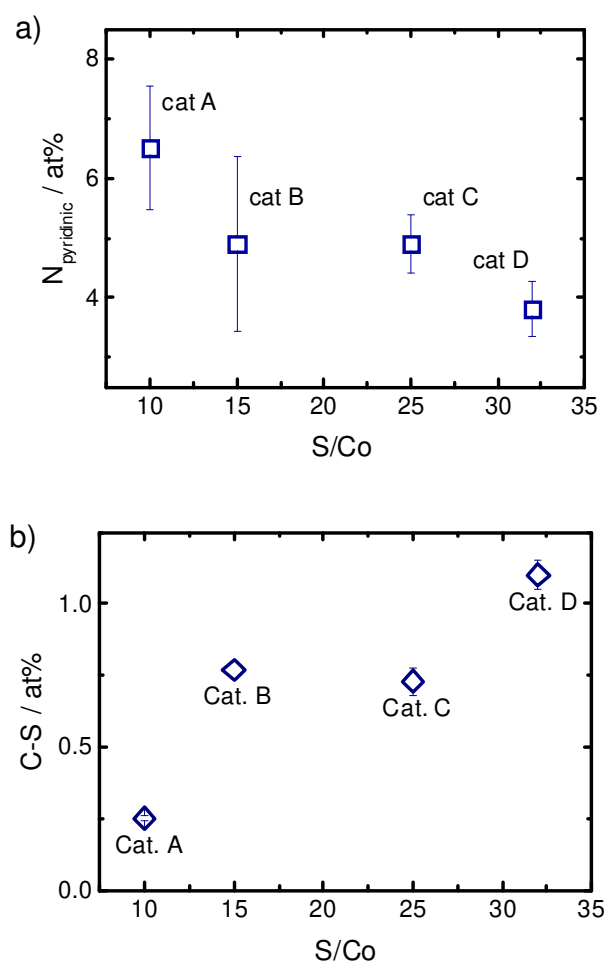 a)
8
6
4
N pyridinic / at%
cat A
cat B
cat C
cat D
10 15 20 25 30 35
S/Co
b)
1.0
0.5
0.0
C-S / at%
Cat. D
Cat. B
Cat. C
Cat. A
10 15 20 25 30 35
S/Co